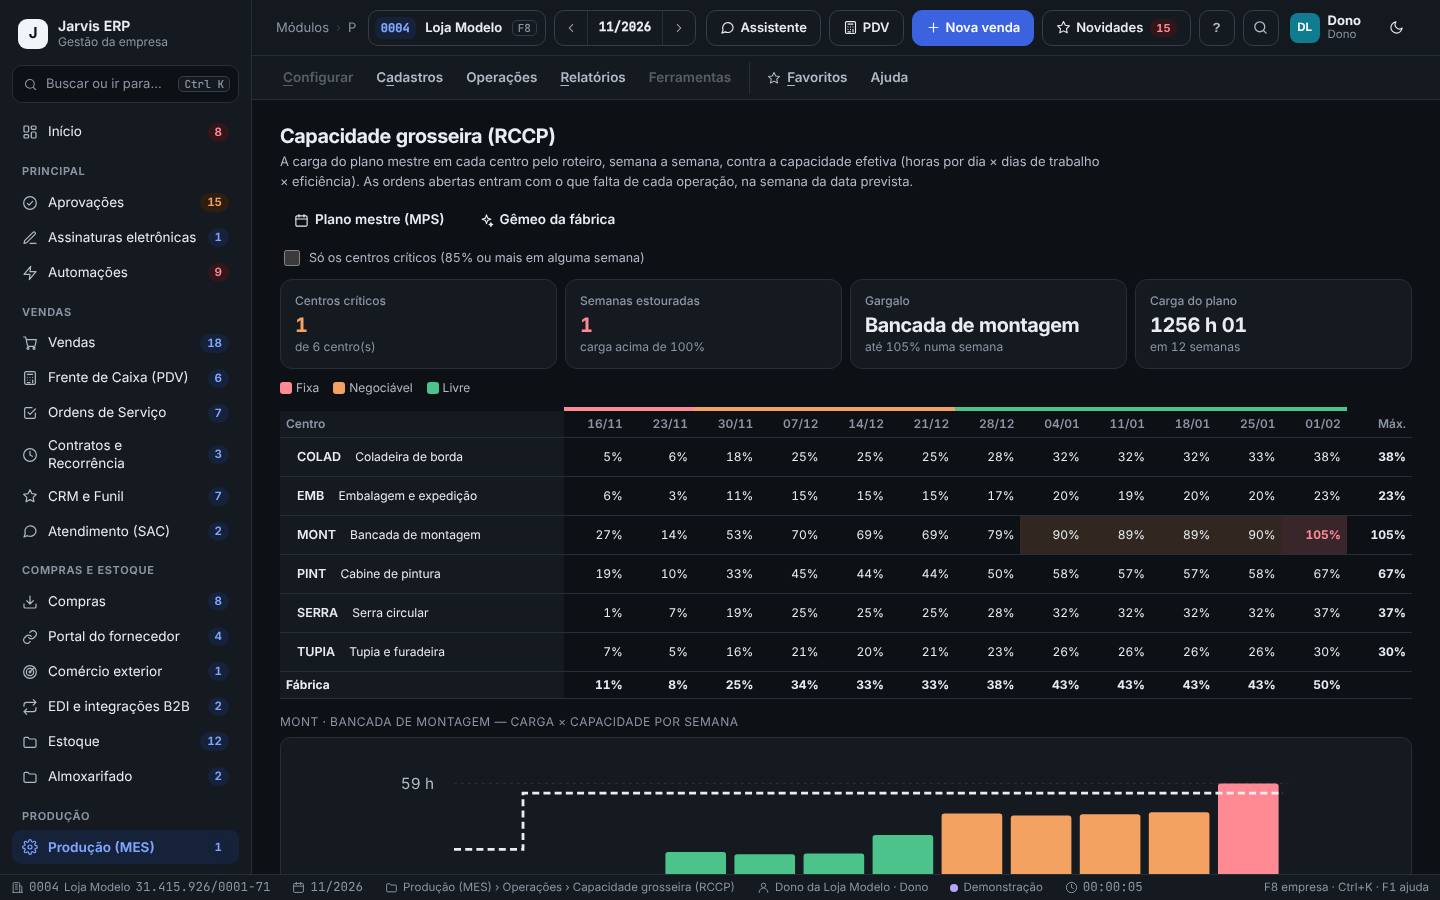 J
Jarvis ERP
Gestão da empresa
Buscar ou ir para... Ctrl K
Início 8
PRINCIPAL
Aprovações 15
Assinaturas eletrônicas 1
Automações 9
VENDAS
Vendas 18
Frente de Caixa (PDV) 6
Ordens de Serviço 7
Contratos e
Recorrência 3
CRM e Funil 7
Atendimento (SAC) 2
COMPRAS E ESTOQUE
Compras 8
Portal do fornecedor 4
Comércio exterior 1
EDI e integrações B2B 2
Estoque 12
Almoxarifado 2
PRODUÇÃO
Produção (MES) 1
Módulos › P 0004 Loja Modelo F8 ‹ 11/2026 › Assistente PDV + Nova venda Novidades 15 ? DL Dono
Dono
Configurar Cadastros Operações Relatórios Ferramentas Favoritos Ajuda
Capacidade grosseira (RCCP)
A carga do plano mestre em cada centro pelo roteiro, semana a semana, contra a capacidade efetiva (horas por dia × dias de trabalho
× eficiência). As ordens abertas entram com o que falta de cada operação, na semana da data prevista.
Plano mestre (MPS) Gêmeo da fábrica
Só os centros críticos (85% ou mais em alguma semana)
Centros críticos
1
de 6 centro(s)
Semanas estouradas
1
carga acima de 100%
Gargalo
Bancada de montagem
até 105% numa semana
Carga do plano
1256 h 01
em 12 semanas
Fixa Negociável Livre
Centro 16/11 23/11 30/11 07/12 14/12 21/12 28/12 04/01 11/01 18/01 25/01 01/02 Máx.
COLAD Coladeira de borda 5% 6% 18% 25% 25% 25% 28% 32% 32% 32% 33% 38% 38%
EMB Embalagem e expedição 6% 3% 11% 15% 15% 15% 17% 20% 19% 20% 20% 23% 23%
MONT Bancada de montagem 27% 14% 53% 70% 69% 69% 79% 90% 89% 89% 90% 105% 105%
PINT Cabine de pintura 19% 10% 33% 45% 44% 44% 50% 58% 57% 57% 58% 67% 67%
SERRA Serra circular 1% 7% 19% 25% 25% 25% 28% 32% 32% 32% 32% 37% 37%
TUPIA Tupia e furadeira 7% 5% 16% 21% 20% 21% 23% 26% 26% 26% 26% 30% 30%
Fábrica 11% 8% 25% 34% 33% 33% 38% 43% 43% 43% 43% 50%
MONT · BANCADA DE MONTAGEM — CARGA × CAPACIDADE POR SEMANA
59 h
0004 Loja Modelo 31.415.926/0001-71 11/2026 Produção (MES) › Operações › Capacidade grosseira (RCCP) Dono da Loja Modelo · Dono Demonstração 00:00:05 F8 empresa · Ctrl+K · F1 ajuda